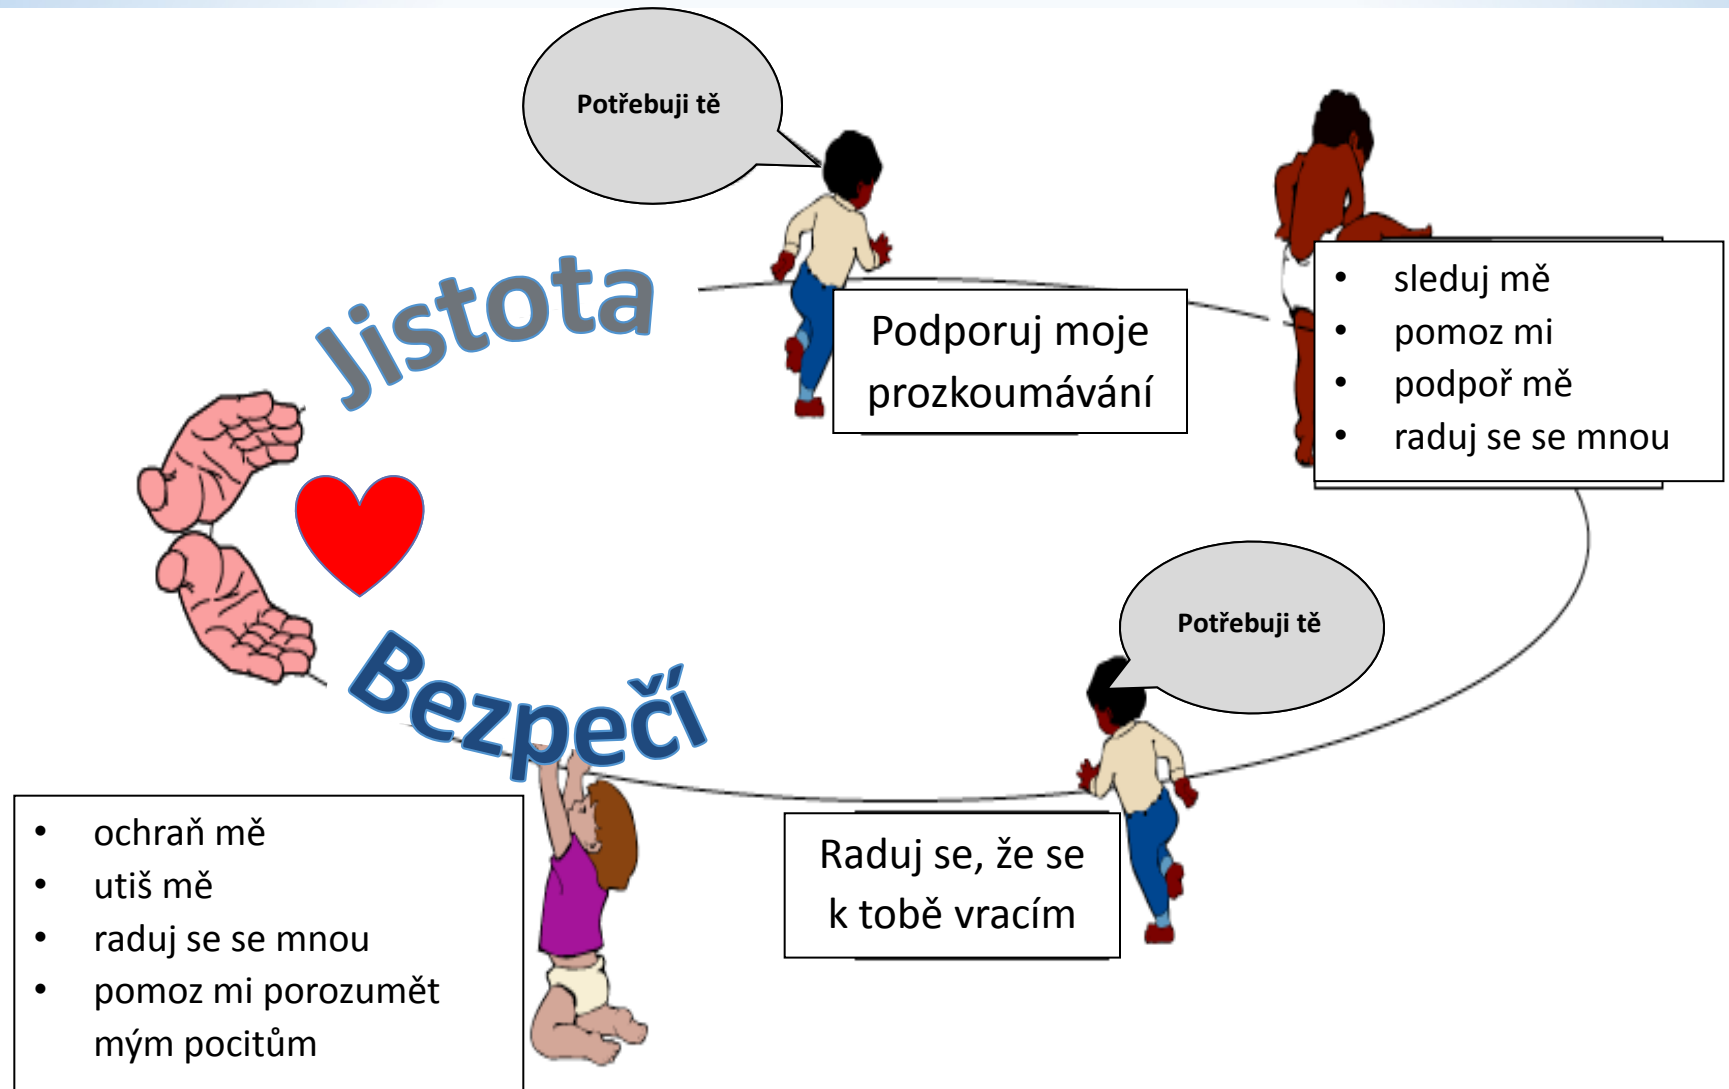 Potřebuji tě
Jistota
Podporuj moje
prozkoumávání
• sleduj mě
• pomoz mi
• podpoř mě
• raduj se se mnou
Potřebuji tě
Bezpečí
Raduj se, že se
k tobě vracím
• ochraň mě
• utiš mě
• raduj se se mnou
• pomoz mi porozumět
mým pocitům